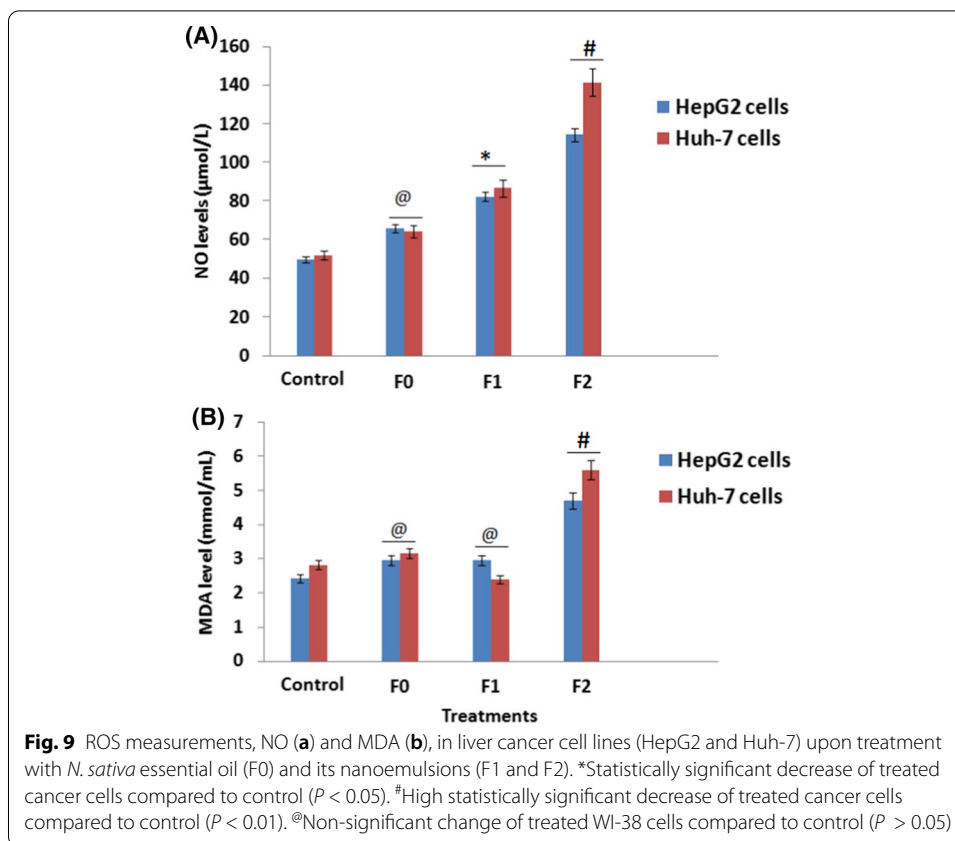 (A)
160
140
120
100
80
60
40
20
0
NO levels (µmol/L)
@
*
#
HepG2 cells
Huh-7 cells
Control F0 F1 F2
(B)
7
6
5
4
3
2
1
0
MDA level (mmol/mL)
@
@
#
HepG2 cells
Huh-7 cells
Control F0 F1 F2
Treatments
Fig. 9 ROS measurements, NO (a) and MDA (b), in liver cancer cell lines (HepG2 and Huh-7) upon treatment
with N. sativa essential oil (F0) and its nanoemulsions (F1 and F2). *Statistically significant decrease of treated
cancer cells compared to control (P < 0.05). #High statistically significant decrease of treated cancer cells
compared to control (P < 0.01). @Non-significant change of treated WI-38 cells compared to control (P > 0.05)